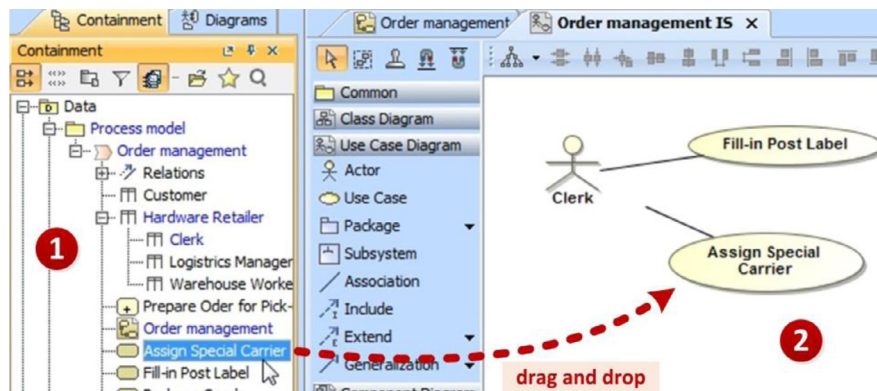 Containment
Diagrams
Containment
Data
Process model
Order management
Relations
Customer
Hardware Retailer
Clerk
Logistrics Manager
Warehouse Worke
Prepare Oder for Pick-
Order management
Assign Special Carrier
Fill-in Post Label
1
Order management
Order management IS
Common
Class Diagram
Use Case Diagram
Actor
Use Case
Package
Subsystem
Association
Include
Extend
Generalization
Clerk
Fill-in Post Label
Assign Special
Carrier
2
drag and drop